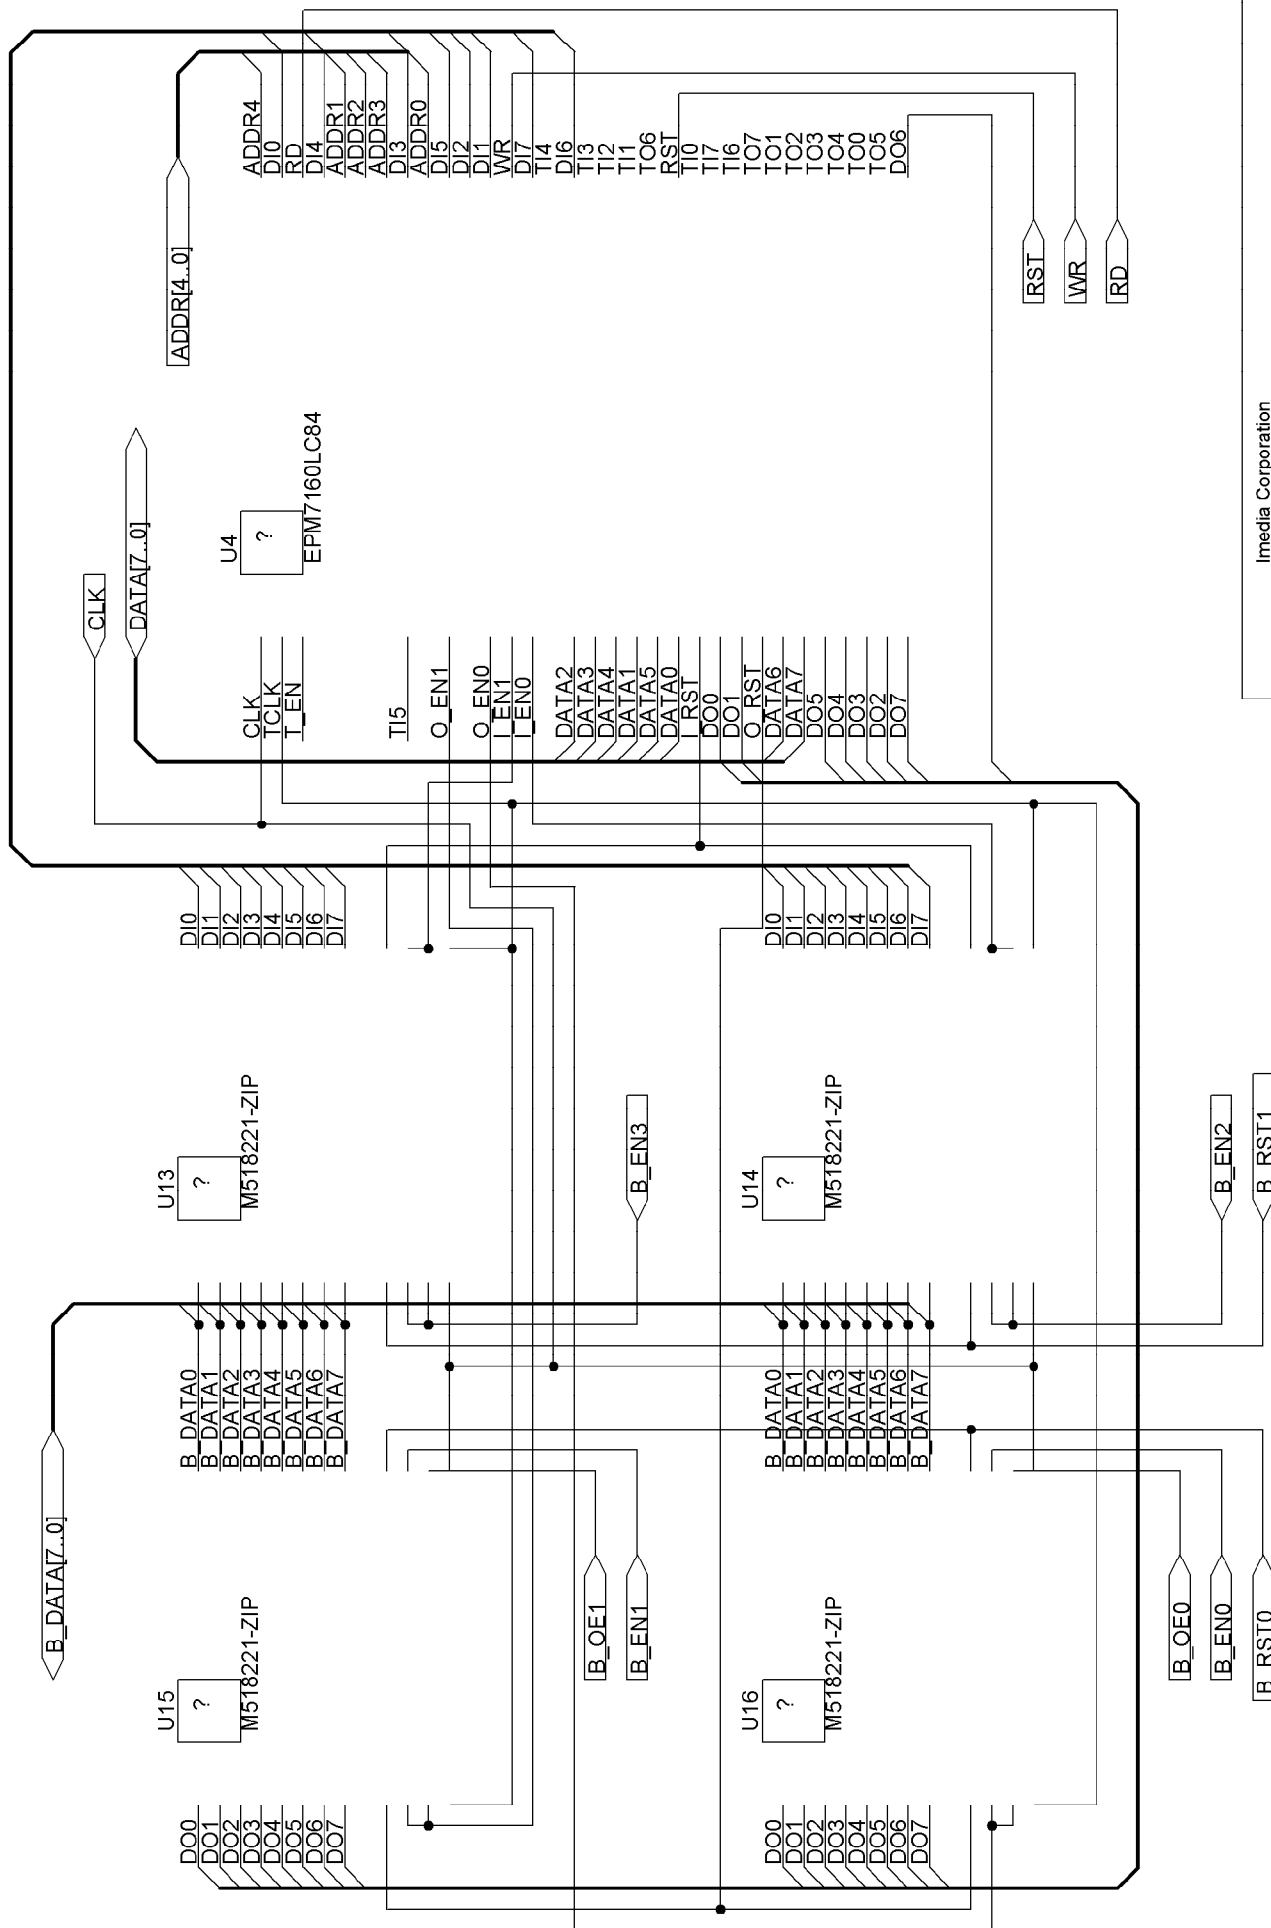 ADDR4
DI0
RD
DI4
ADDR1
ADDR2
ADDR3
DI3
ADDR0
DI5
DI2
DI1
WR
DI7
TI4
DI6
TI3
TI2
TI1
TO6
RST
TI0
TI7
TI6
TO7
TO1
TO2
TO3
TO4
TO0
TO5
DO6
ADDR[4..0]
RST
WR
RD
U4
?
EPM7160LC84
Imedia Corporation
CLK
DATA[7..0]
CLK
TCLK
T_EN
TI5
O_EN1
O_EN0
I_EN1
I_EN0
DATA2
DATA3
DATA4
DATA1
DATA5
DATA0
I_RST
DO0
DO1
O_RST
DATA6
DATA7
DO5
DO4
DO3
DO2
DO7
DI0
DI1
DI2
DI3
DI4
DI5
DI6
DI7
DI0
DI1
DI2
DI3
DI4
DI5
DI6
DI7
U13
?
M518221-ZIP
B_EN3
U14
?
M518221-ZIP
B_EN2
B_RST1
B_DATA0
B_DATA1
B_DATA2
B_DATA3
B_DATA4
B_DATA5
B_DATA6
B_DATA7
B_DATA0
B_DATA1
B_DATA2
B_DATA3
B_DATA4
B_DATA5
B_DATA6
B_DATA7
B_DATA[7..0]
U15
?
M518221-ZIP
B_OE1
B_EN1
U16
?
M518221-ZIP
B_OE0
B_EN0
B_RST0
DO0
DO1
DO2
DO3
DO4
DO5
DO6
DO7
DO0
DO1
DO2
DO3
DO4
DO5
DO6
DO7